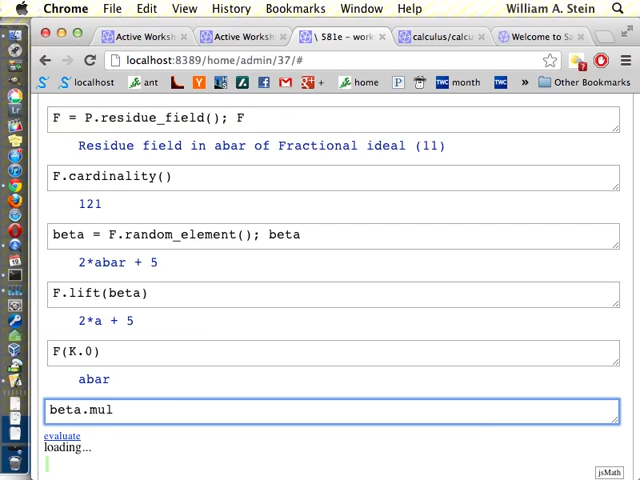 Chrome File Edit View History Bookmarks Window Help William A. Stein
Active Worksh
Active Worksh
581e – work
calculus/calcu
Welcome to Sa
localhost:8389/home/admin/37/#
Sage localhost ant home month TWC Other Bookmarks
F = P.residue_field(); F
Residue field in abar of Fractional ideal (11)
F.cardinality()
121
beta = F.random_element(); beta
2*abar + 5
F.lift(beta)
2*a + 5
F(K.0)
abar
beta.mul
evaluate
loading...
jsMath